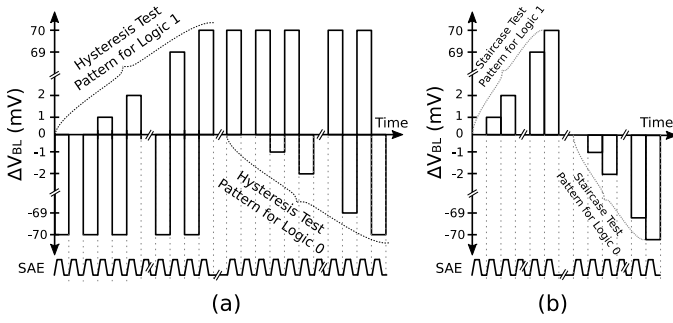 Hysteresis Test
Pattern for Logic 1
70
69
2
1
0
-1
-2
-69
-70
ΔVBL (mV)
Time
Hysteresis Test
Pattern for Logic 0
SAE
(a)
Staircase Test
Pattern for Logic 1
70
69
2
1
0
-1
-2
-69
-70
ΔVBL (mV)
Time
Staircase Test
Pattern for Logic 0
SAE
(b)